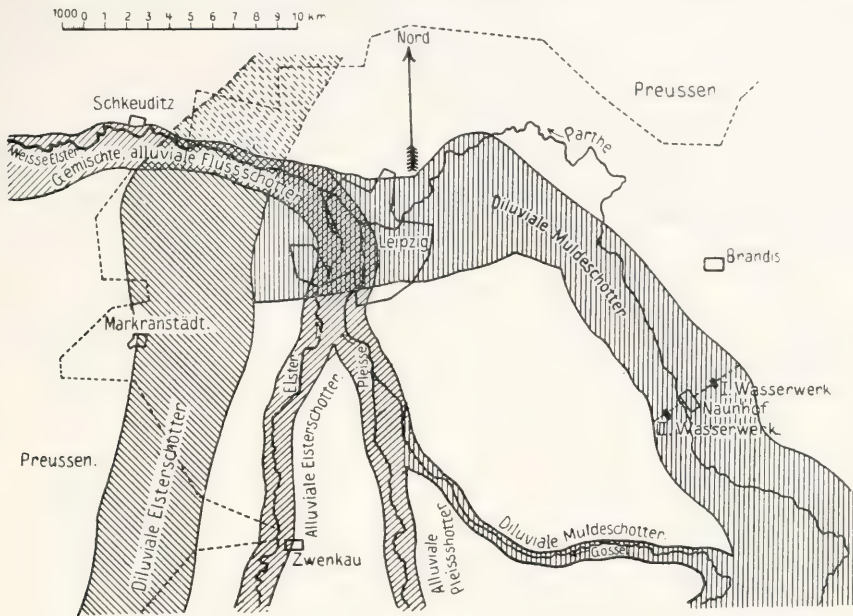 1000 0 1 2 3 4 5 6 7 8 9 10 km
Nord
Preussen
Schkeuditz
Parthe
Weisse Elster
Gemischte, alluviale Flussschotter
Leipzig
Diluviale Muldeschotter
Brandis
Markranstädt.
Elster
Pleisse
I. Wasserwerk
Naunhof
II. Wasserwerk
Preussen.
Diluviale Elsterschotter
Alluviale Elsterschotter.
Zwenkau
Alluviale
Pleissshotter
Diluviale Muldeschotter.
Gössel